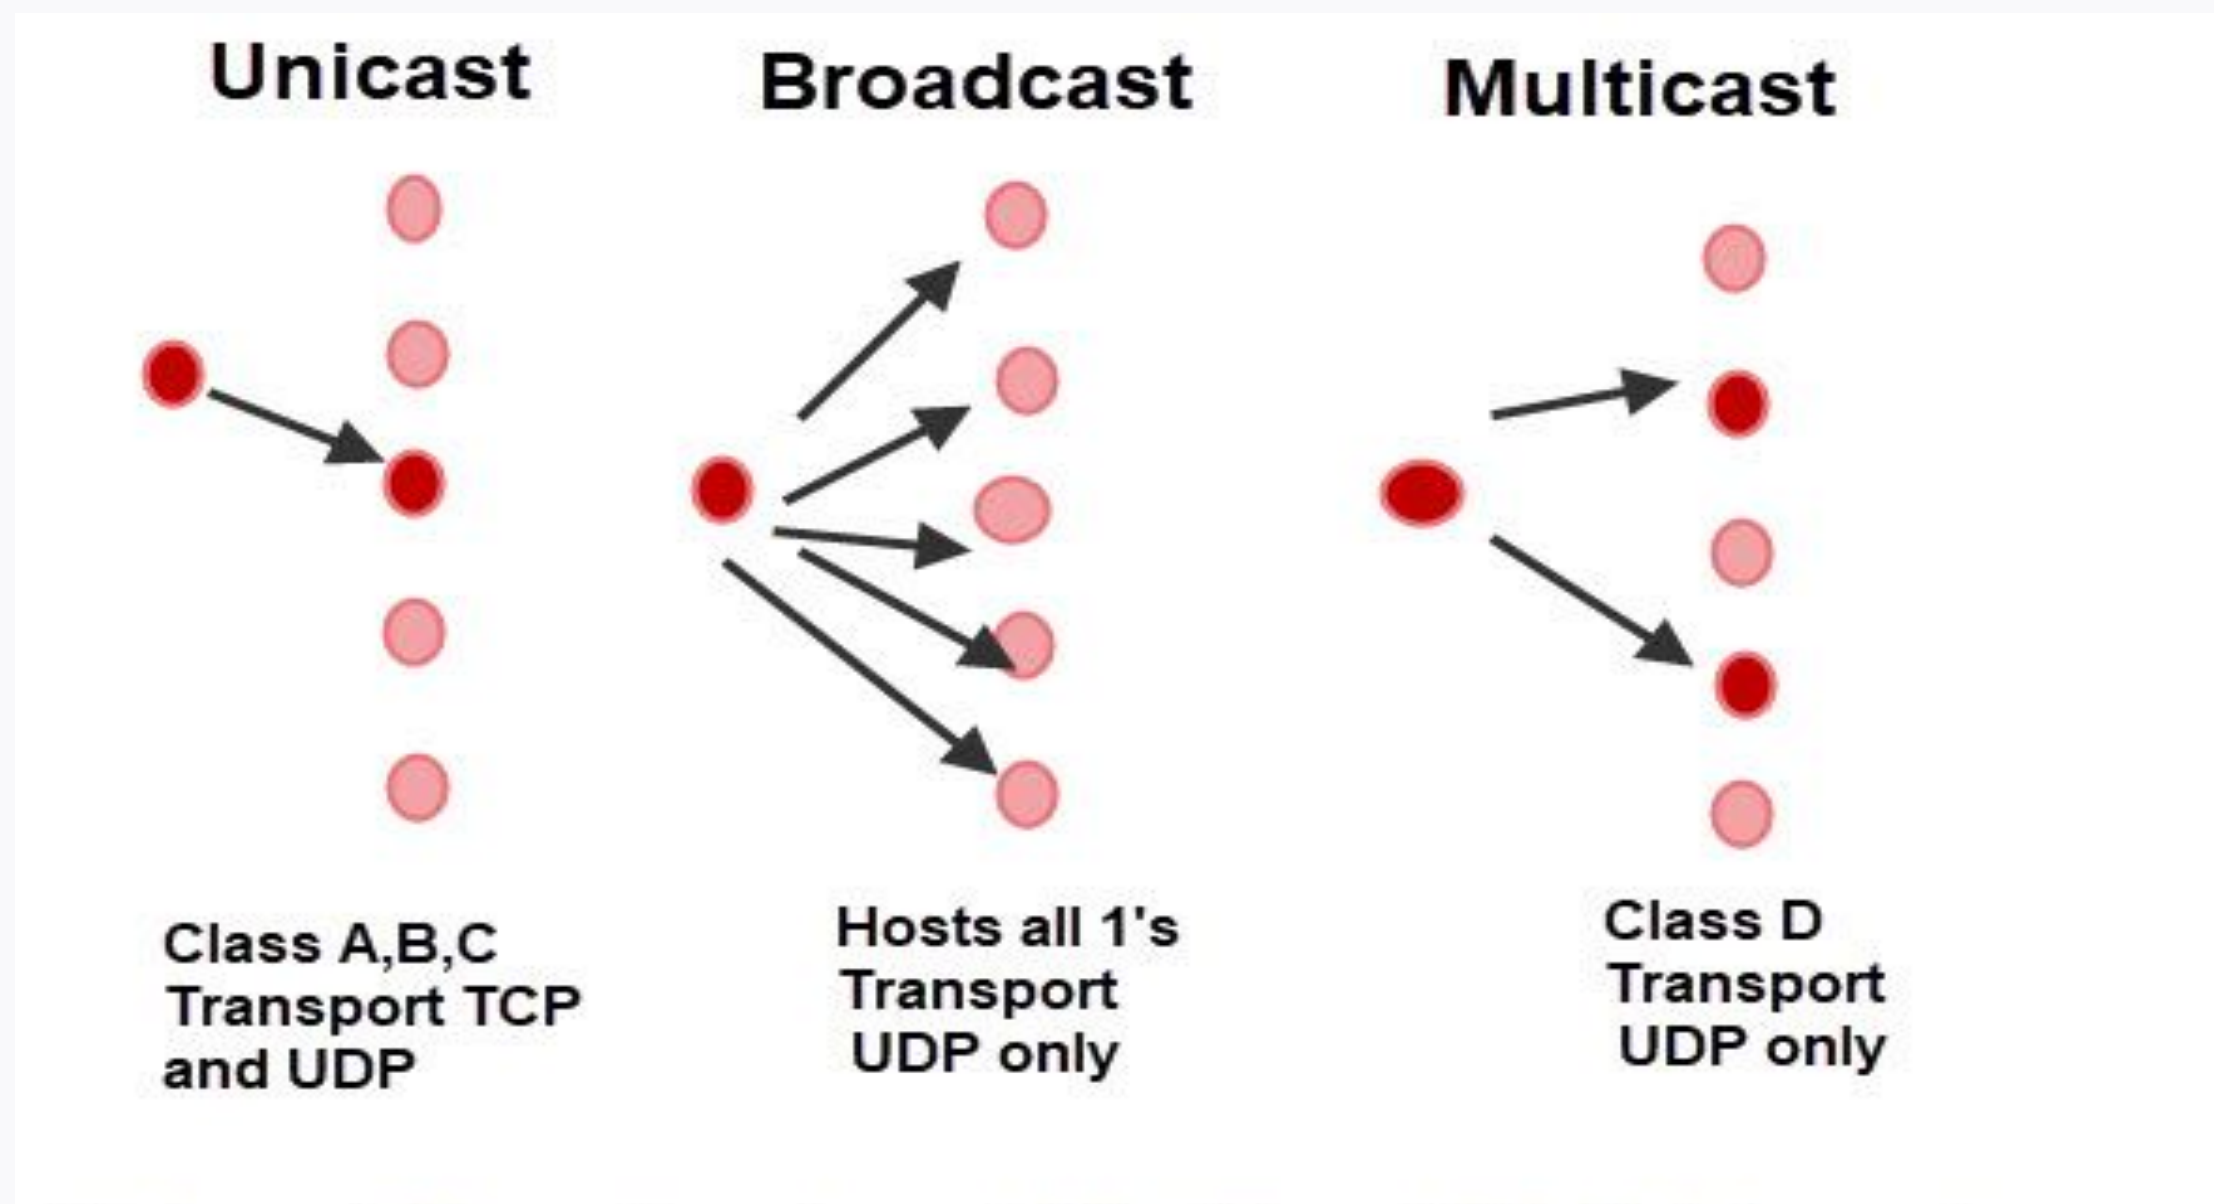 Unicast
Broadcast
Multicast
Class A,B,C
Transport TCP
and UDP
Hosts all 1's
Transport
UDP only
Class D
Transport
UDP only